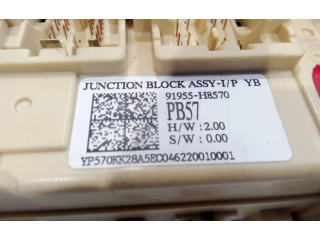 JUNCTION BLOCK ASSY-I/P YB
91955-H8570
PB57
H/W : 2.00
S/W : 0.00
YP570KK28A5EC046220010001